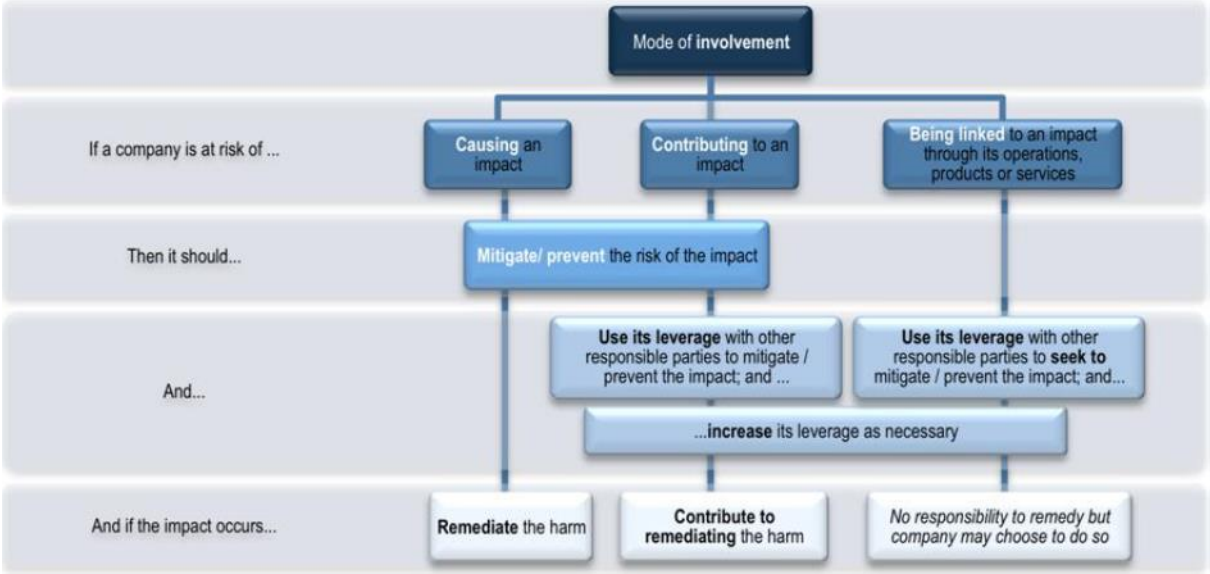 Mode of involvement
If a company is at risk of ...
Causing an
impact
Contributing to an
impact
Being linked to an impact
through its operations,
products or services
Then it should...
Mitigate/ prevent the risk of the impact
And...
Use its leverage with other
responsible parties to mitigate /
prevent the impact; and ...
Use its leverage with other
responsible parties to seek to
mitigate / prevent the impact; and...
...increase its leverage as necessary
And if the impact occurs...
Remediate the harm
Contribute to
remediating the harm
No responsibility to remedy but
company may choose to do so